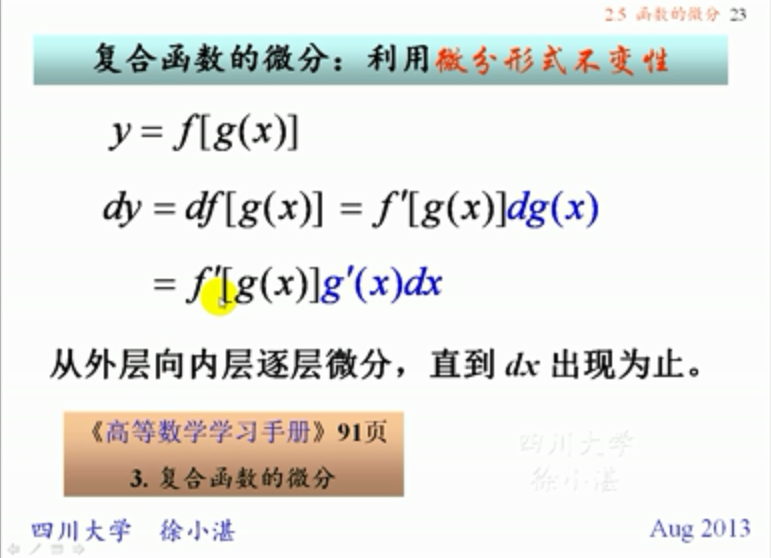 2.5 函数的微分 23
复合函数的微分：利用微分形式不变性
y = f[g(x)]
dy = df[g(x)] = f′[g(x)]dg(x)
= f′[g(x)]g′(x)dx
从外层向内层逐层微分，直到 dx 出现为止。
《高等数学学习手册》91页
3. 复合函数的微分
四川大学
徐小湛
四川大学 徐小湛 Aug 2013